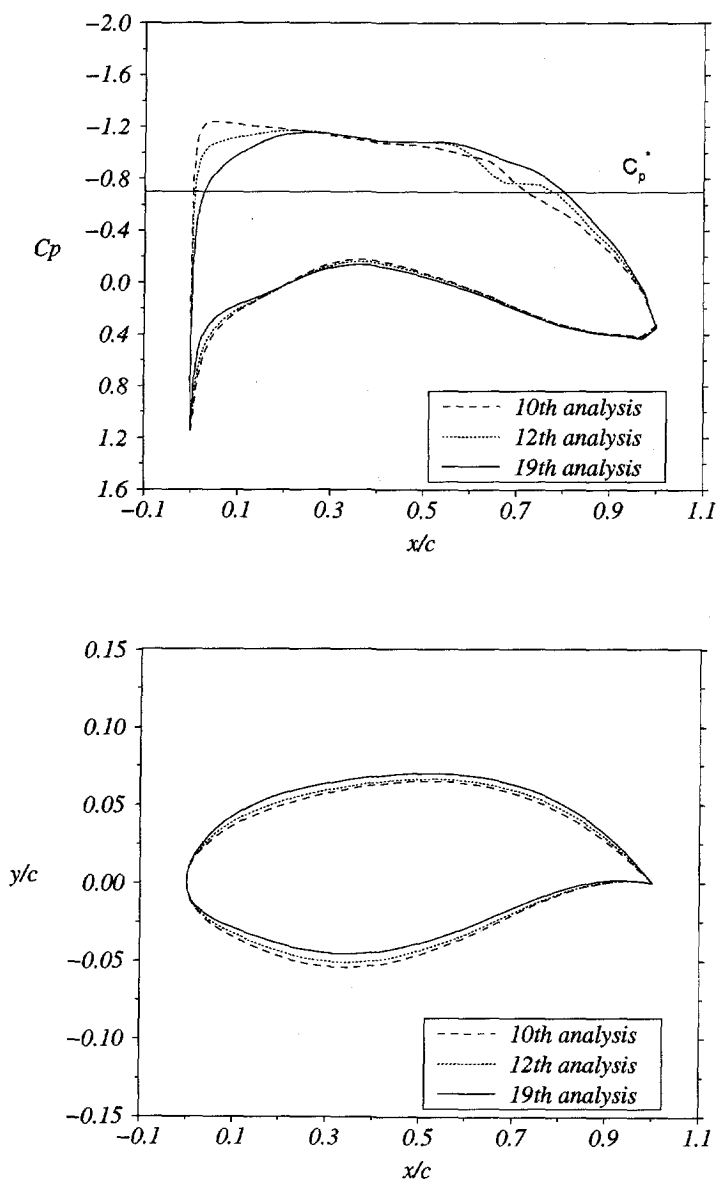 −2.0
−1.6
−1.2
−0.8
−0.4
0.0
0.4
0.8
1.2
1.6
Cp
Cp*
10th analysis
12th analysis
19th analysis
−0.1 0.1 0.3 0.5 0.7 0.9 1.1
x/c
0.15
0.10
0.05
0.00
−0.05
−0.10
−0.15
y/c
10th analysis
12th analysis
19th analysis
−0.1 0.1 0.3 0.5 0.7 0.9 1.1
x/c